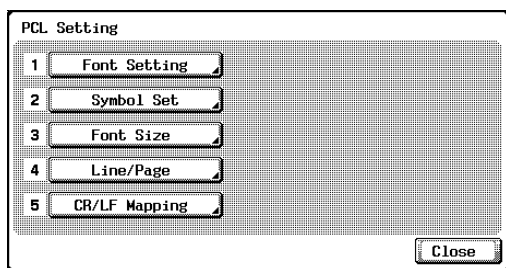 PCL Setting
1 Font Setting
2 Symbol Set
3 Font Size
4 Line/Page
5 CR/LF Mapping
Close